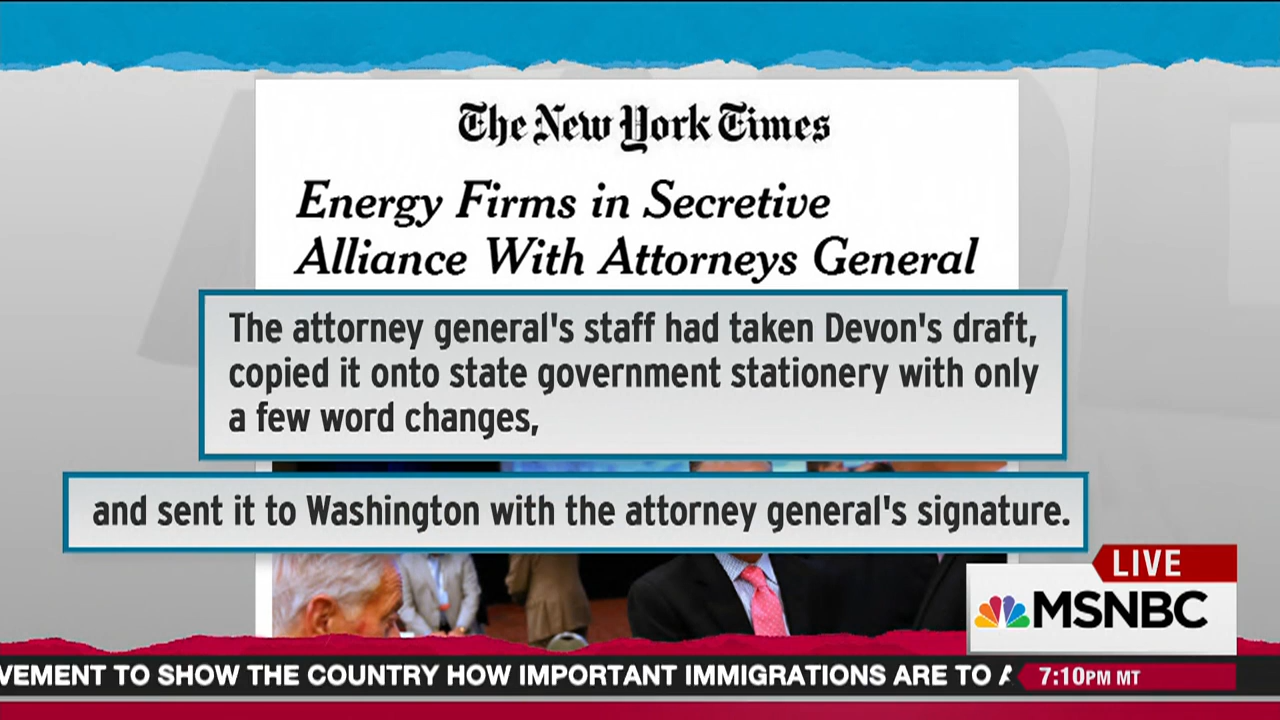 The New York Times
Energy Firms in Secretive
Alliance With Attorneys General
The attorney general's staff had taken Devon's draft,
copied it onto state government stationery with only
a few word changes,
and sent it to Washington with the attorney general's signature.
LIVE
MSNBC
VEMENT TO SHOW THE COUNTRY HOW IMPORTANT IMMIGRATIONS ARE TO A
7:10PM MT